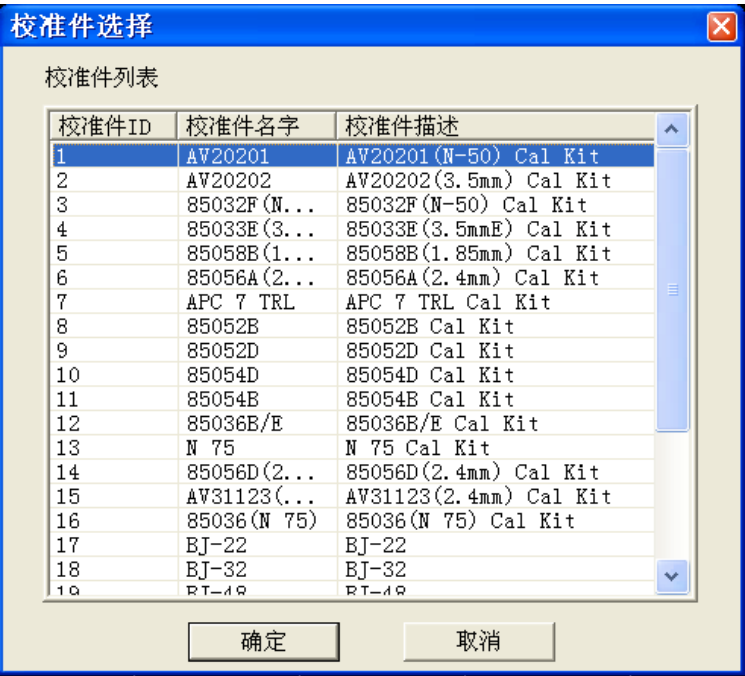 校准件选择
校准件列表
校准件ID 校准件名字 校准件描述
1 AV20201 AV20201(N-50) Cal Kit
2 AV20202 AV20202(3.5mm) Cal Kit
3 85032F(N... 85032F(N-50) Cal Kit
4 85033E(3... 85033E(3.5mmE) Cal Kit
5 85058B(1... 85058B(1.85mm) Cal Kit
6 85056A(2... 85056A(2.4mm) Cal Kit
7 APC 7 TRL APC 7 TRL Cal Kit
8 85052B 85052B Cal Kit
9 85052D 85052D Cal Kit
10 85054D 85054D Cal Kit
11 85054B 85054B Cal Kit
12 85036B/E 85036B/E Cal Kit
13 N 75 N 75 Cal Kit
14 85056D(2... 85056D(2.4mm) Cal Kit
15 AV31123(... AV31123(2.4mm) Cal Kit
16 85036(N 75) 85036(N 75) Cal Kit
17 BJ-22 BJ-22
18 BJ-32 BJ-32
19 BJ-48 BJ-48
确定 取消